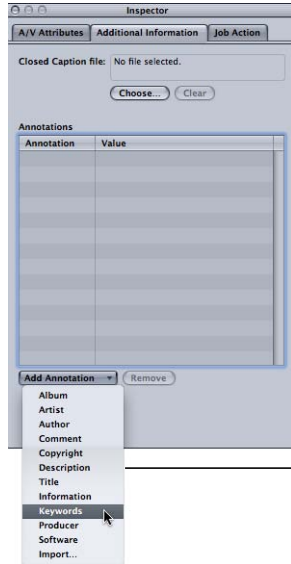 Inspector
A/V Attributes Additional Information Job Action
Closed Caption file: No file selected.
Choose... Clear
Annotations
Annotation Value
Add Annotation Remove
Album
Artist
Author
Comment
Copyright
Description
Title
Information
Keywords
Producer
Software
Import...